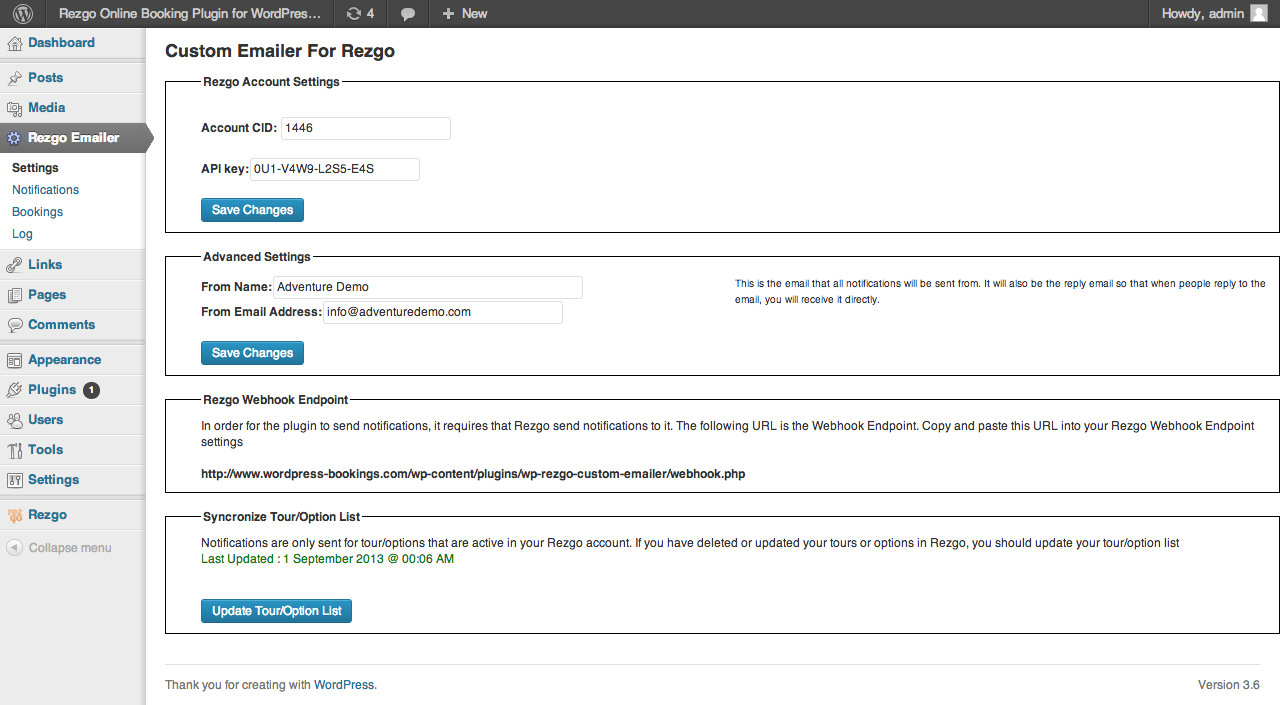 Rezgo Online Booking Plugin for WordPres… 4 New Howdy, admin
Dashboard
Posts
Media
Rezgo Emailer
Settings
Notifications
Bookings
Log
Links
Pages
Comments
Appearance
Plugins 1
Users
Tools
Settings
Rezgo
Collapse menu
Custom Emailer For Rezgo
Rezgo Account Settings
Account CID: 1446
API key: 0U1-V4W9-L2S5-E4S
Save Changes
Advanced Settings
From Name: Adventure Demo
From Email Address: info@adventuredemo.com
This is the email that all notifications will be sent from. It will also be the reply email so that when people reply to the
email, you will receive it directly.
Save Changes
Rezgo Webhook Endpoint
In order for the plugin to send notifications, it requires that Rezgo send notifications to it. The following URL is the Webhook Endpoint. Copy and paste this URL into your Rezgo Webhook Endpoint
settings
http://www.wordpress-bookings.com/wp-content/plugins/wp-rezgo-custom-emailer/webhook.php
Syncronize Tour/Option List
Notifications are only sent for tour/options that are active in your Rezgo account. If you have deleted or updated your tours or options in Rezgo, you should update your tour/option list
Last Updated : 1 September 2013 @ 00:06 AM
Update Tour/Option List
Thank you for creating with WordPress.
Version 3.6